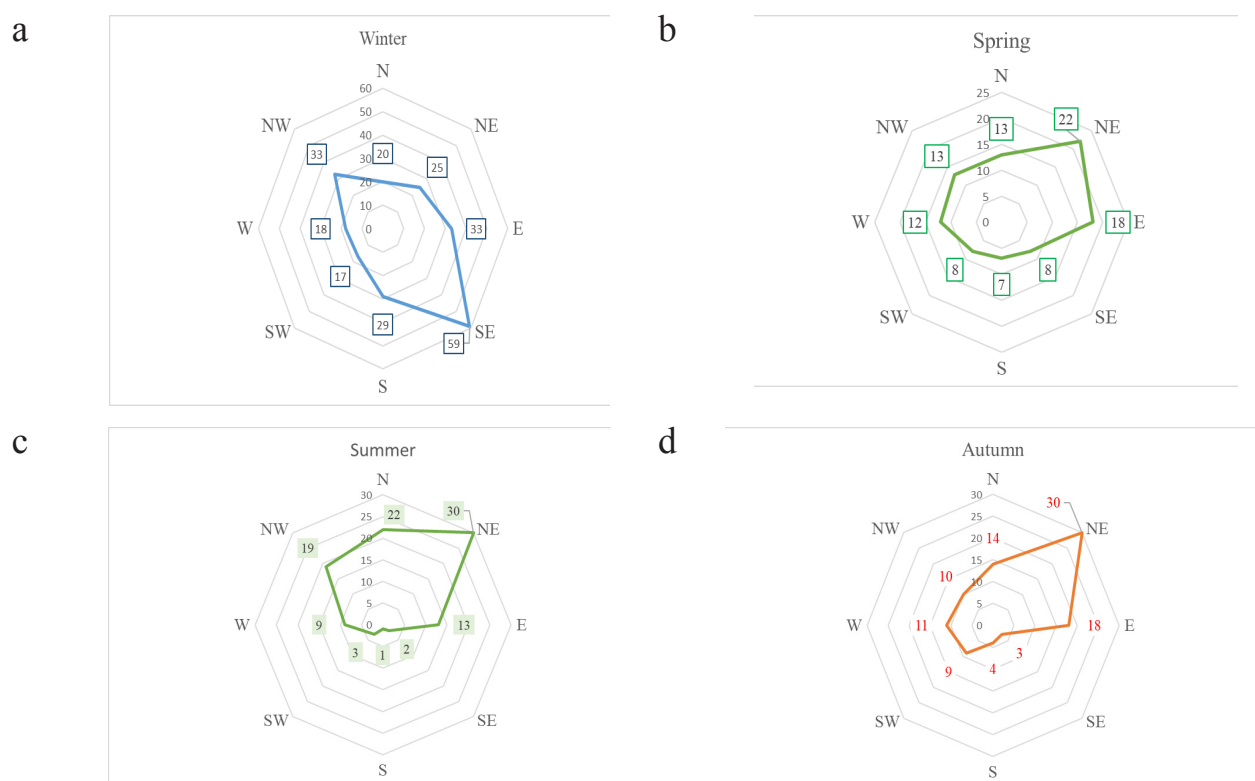 a
Winter
N
60
50
40
30
20
10
0
NW
NE
33
20
25
W
18
33
E
17
29
SW
SE
59
S
b
Spring
N
25
20
15
10
5
0
NW
NE
13
13
22
W
12
18
E
8
7
8
SW
SE
S
c
Summer
N
30
25
20
15
10
5
0
NW
NE
19
22
30
W
9
13
E
3
1
2
SW
SE
S
d
Autumn
N
30
25
20
15
10
5
0
NW
NE
10
14
30
W
11
18
E
9
4
3
SW
SE
S